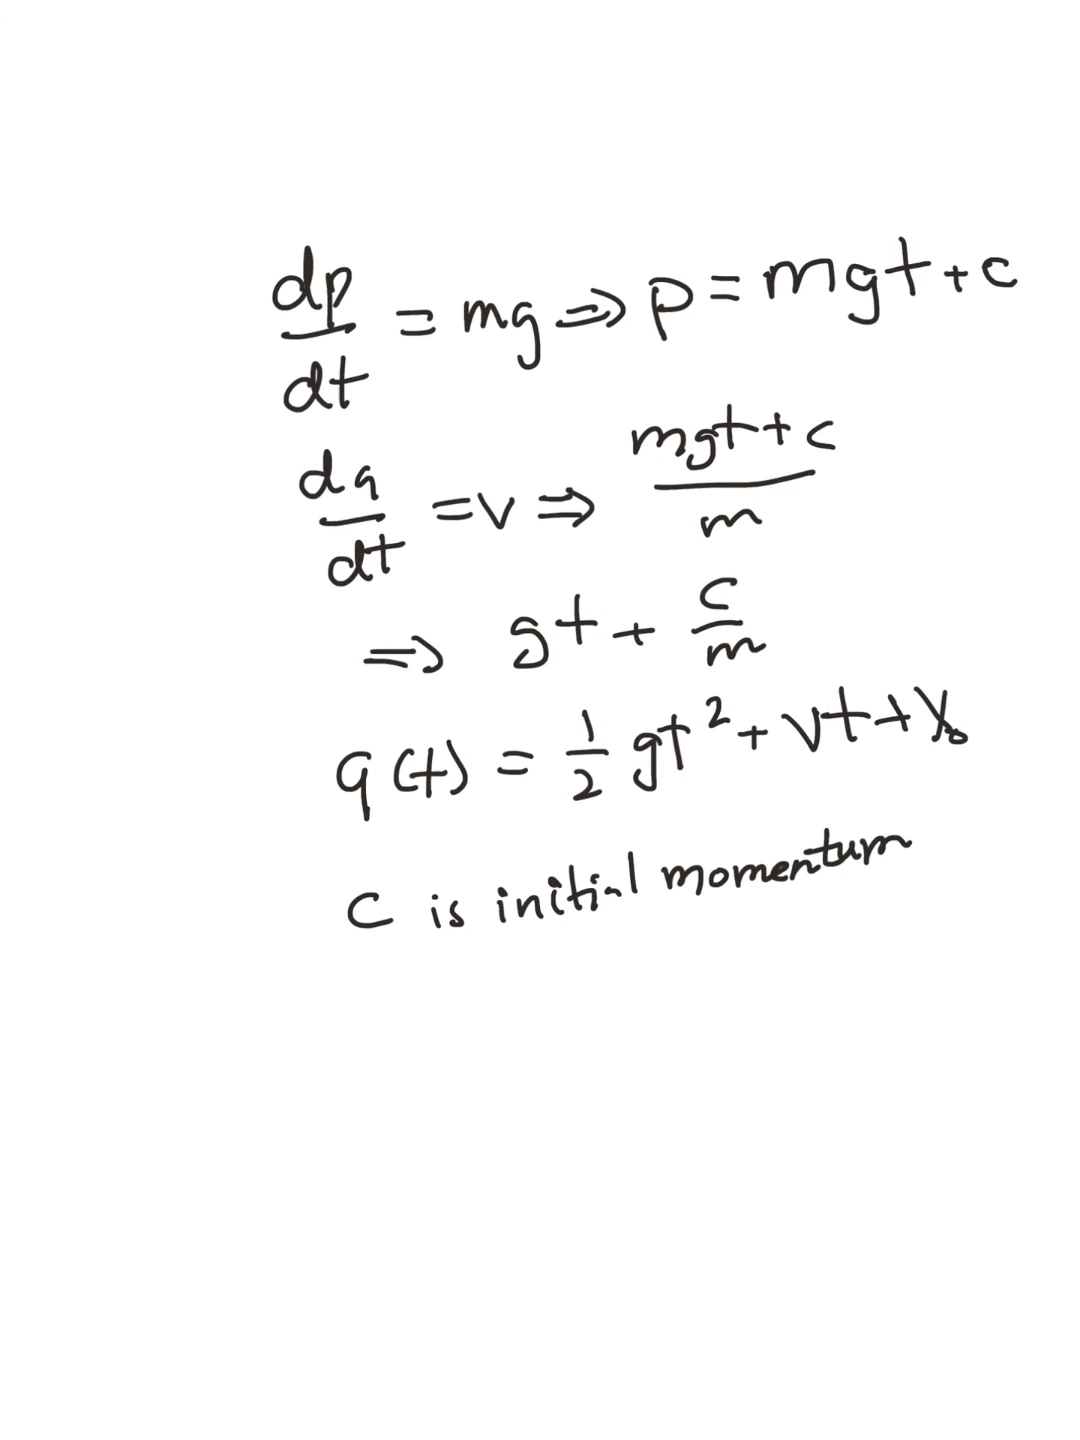 dp/dt = mg ⇒ p = mgt + c
dq/dt = v ⇒ (mgt + c)/m
⇒ gt + c/m
q(t) = 1/2 gt² + vt + x₀
C is initial momentum